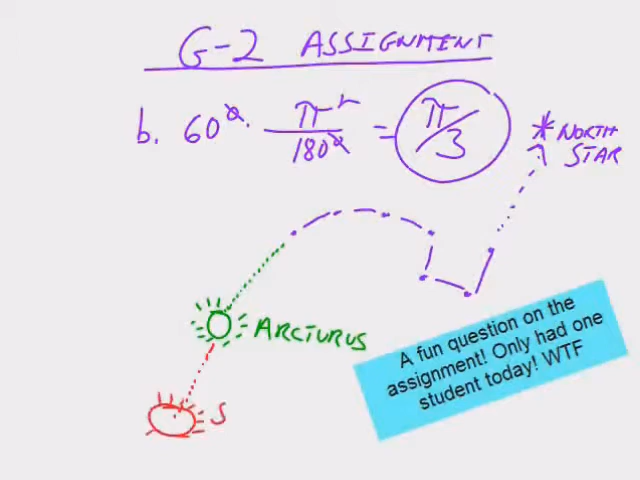 G-2 ASSIGNMENT
b. 60° · πʳ/180° = π/3
NORTH
STAR
ARCTURUS
S
A fun question on the
assignment! Only had one
student today! WTF